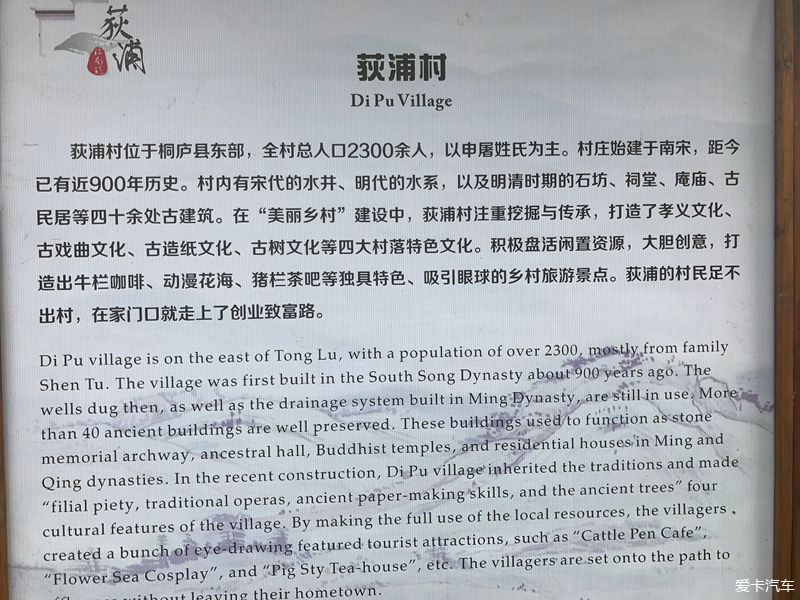 荻浦
荻浦村
Di Pu Village
荻浦村位于桐庐县东部，全村总人口2300余人，以申屠姓氏为主。村庄始建于南宋，距今
已有近900年历史。村内有宋代的水井、明代的水系，以及明清时期的石坊、祠堂、庵庙、古
民居等四十余处古建筑。在“美丽乡村”建设中，荻浦村注重挖掘与传承，打造了孝义文化、
古戏曲文化、古造纸文化、古树文化等四大村落特色文化。积极盘活闲置资源，大胆创意，打
造出牛栏咖啡、动漫花海、猪栏茶吧等独具特色、吸引眼球的乡村旅游景点。荻浦的村民足不
出村，在家门口就走上了创业致富路。
Di Pu village is on the east of Tong Lu, with a population of over 2300, mostly from family
Shen Tu. The village was first built in the South Song Dynasty about 900 years ago. The
wells dug then, as well as the drainage system built in Ming Dynasty, are still in use. More
than 40 ancient buildings are well preserved. These buildings used to function as stone
memorial archway, ancestral hall, Buddhist temples, and residential houses in Ming and
Qing dynasties. In the recent construction, Di Pu village inherited the traditions and made
“filial piety, traditional operas, ancient paper-making skills, and the ancient trees” four
cultural features of the village. By making the full use of the local resources, the villagers
created a bunch of eye-drawing featured tourist attractions, such as “Cattle Pen Cafe”,
“Flower Sea Cosplay”, and “Pig Sty Tea-house”, etc. The villagers are set onto the path to
without leaving their hometown.
爱卡汽车